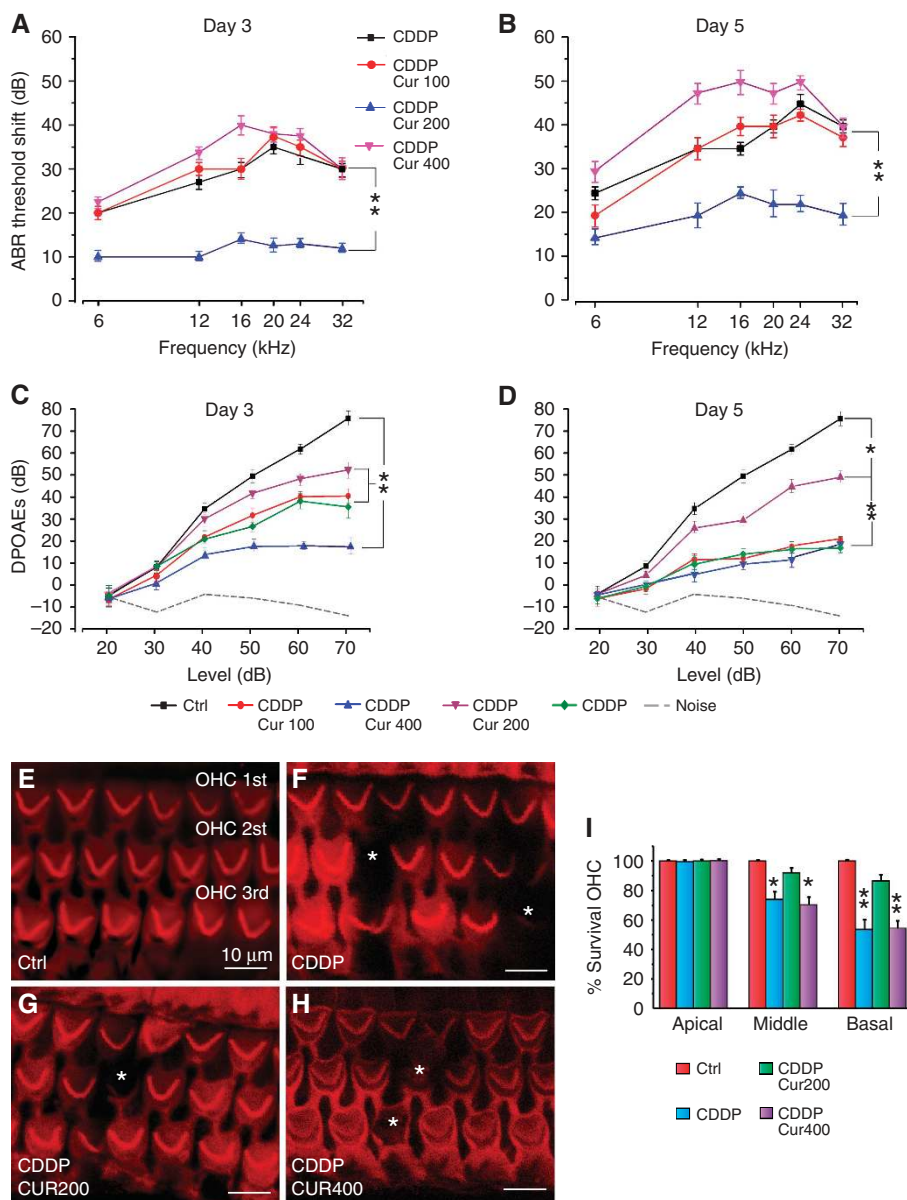 A
Day 3
60
50
40
30
20
10
0
ABR threshold shift (dB)
6 12 16 20 24 32
Frequency (kHz)
**
CDDP
CDDP
Cur 100
CDDP
Cur 200
CDDP
Cur 400
B
Day 5
60
50
40
30
20
10
0
6 12 16 20 24 32
Frequency (kHz)
**
C
Day 3
80
70
60
50
40
30
20
10
0
–10
–20
DPOAEs (dB)
20 30 40 50 60 70
Level (dB)
**
D
Day 5
80
70
60
50
40
30
20
10
0
–10
–20
20 30 40 50 60 70
Level (dB)
*
**
Ctrl
CDDP
Cur 100
CDDP
Cur 400
CDDP
Cur 200
CDDP
Noise
E
OHC 1st
OHC 2st
OHC 3rd
Ctrl
10 µm
F
*
*
CDDP
G
*
CDDP
CUR200
H
*
*
CDDP
CUR400
I
% Survival OHC
100
80
60
40
20
0
* *
** **
Apical Middle Basal
Ctrl
CDDP
CDDP
Cur200
CDDP
Cur400